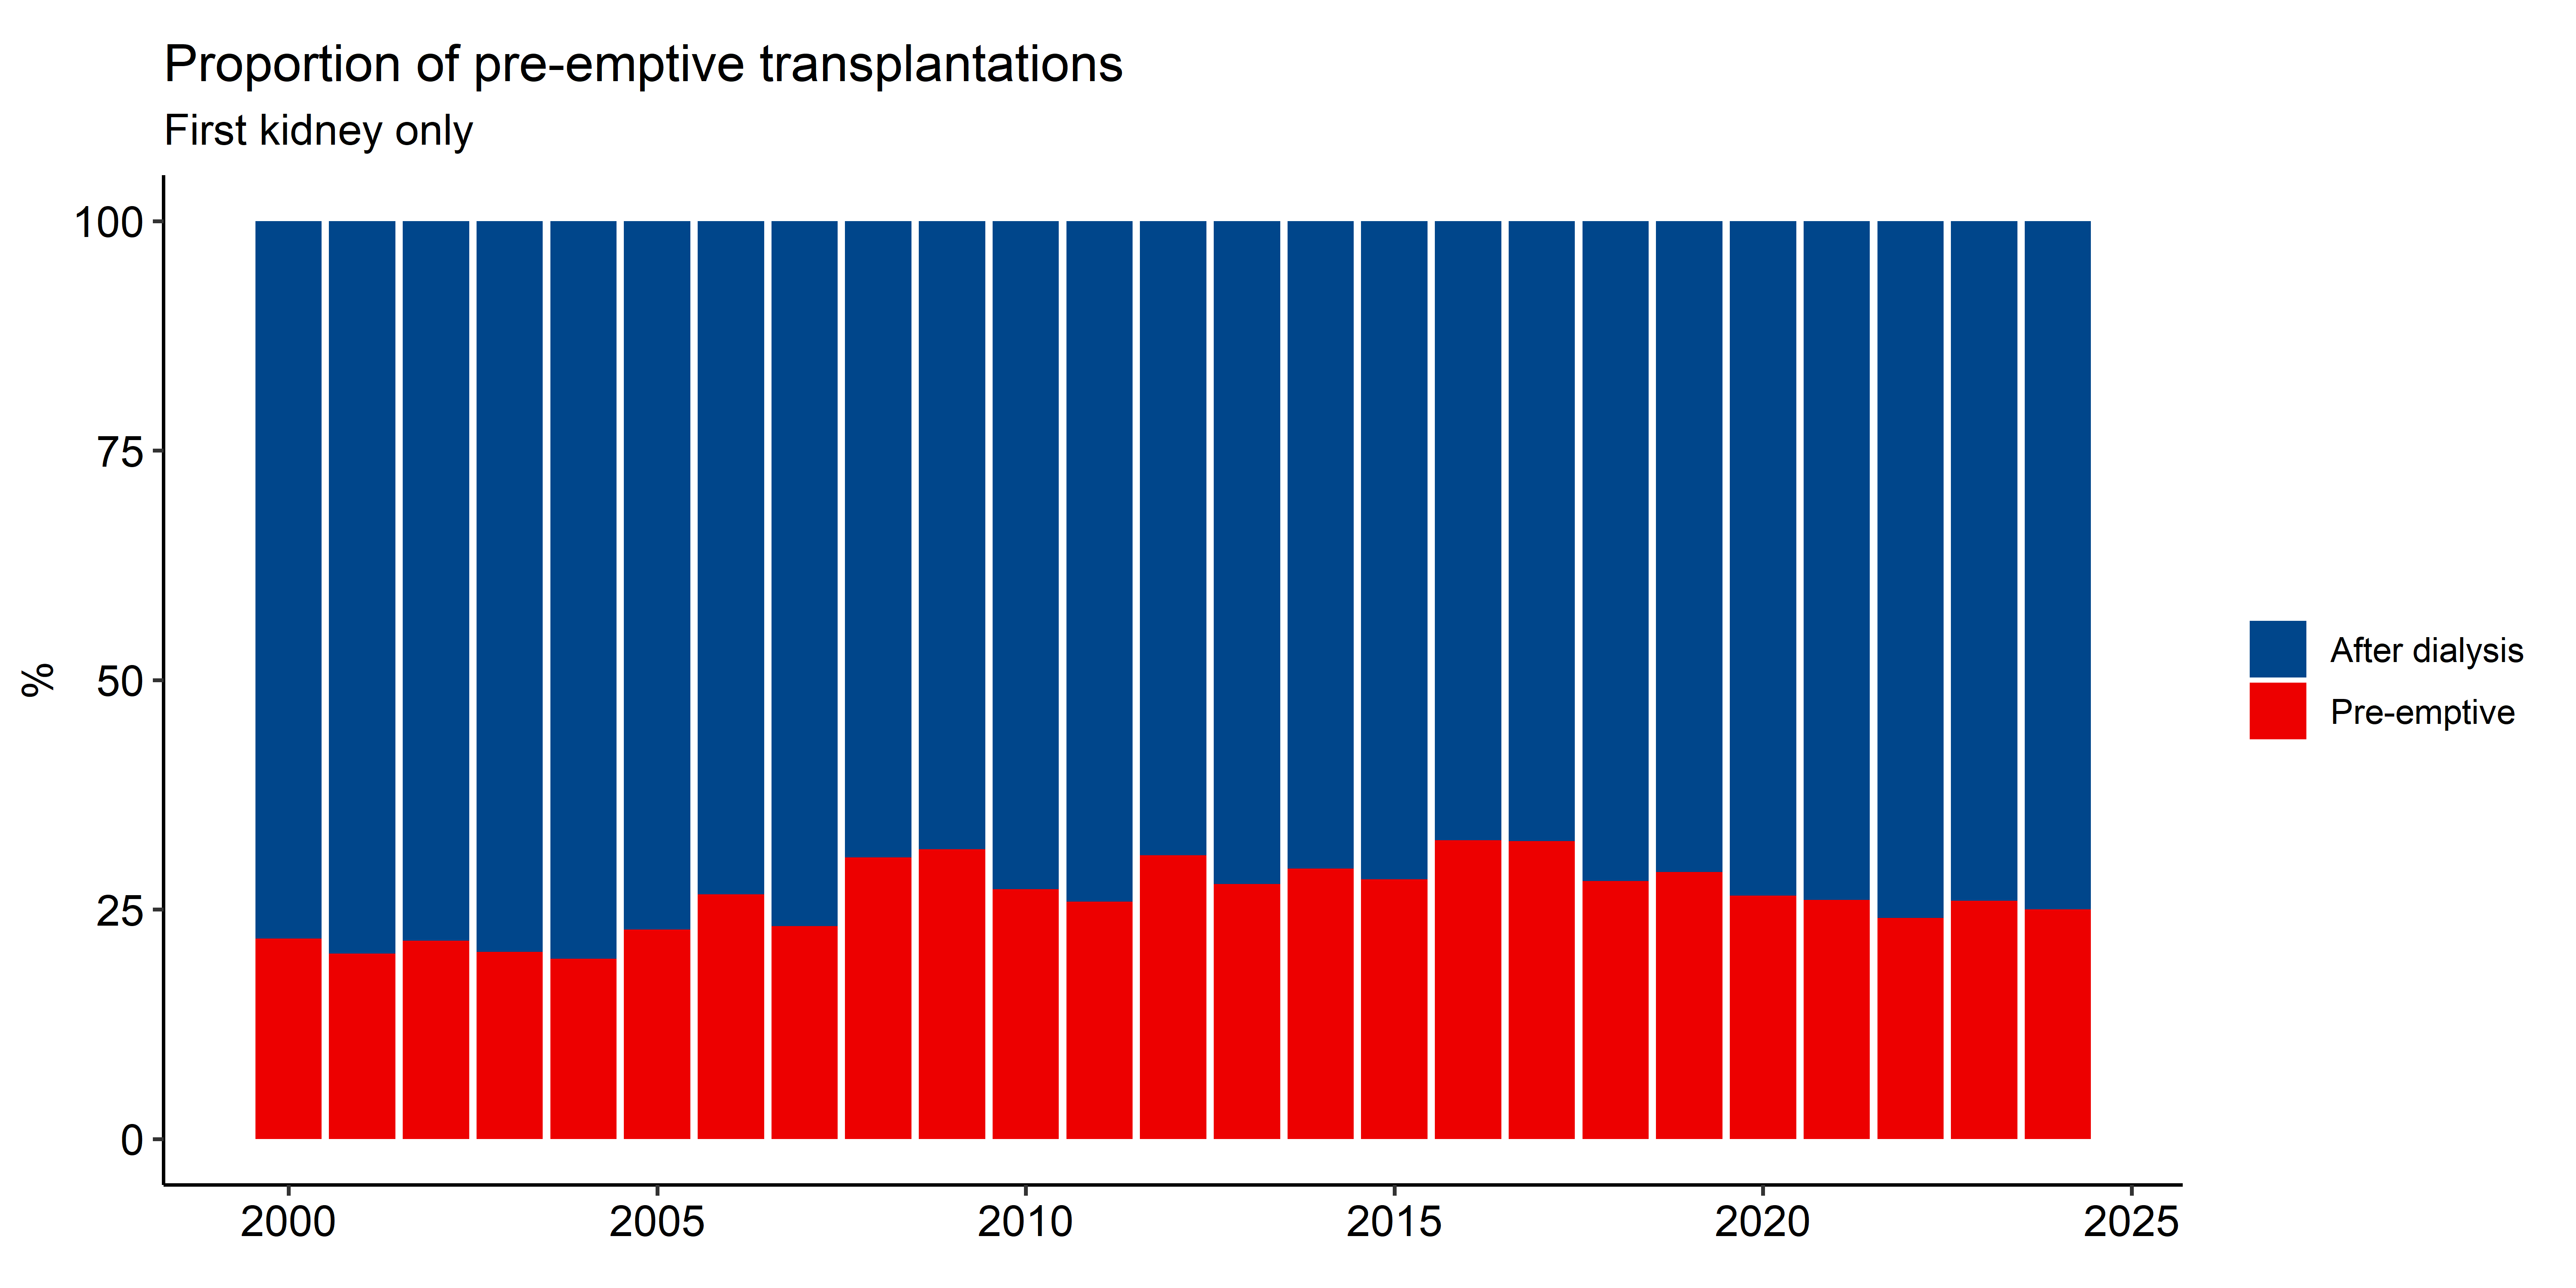 Proportion of pre-emptive transplantations
First kidney only
%
100
75
50
25
0
2000 2005 2010 2015 2020 2025
After dialysis
Pre-emptive